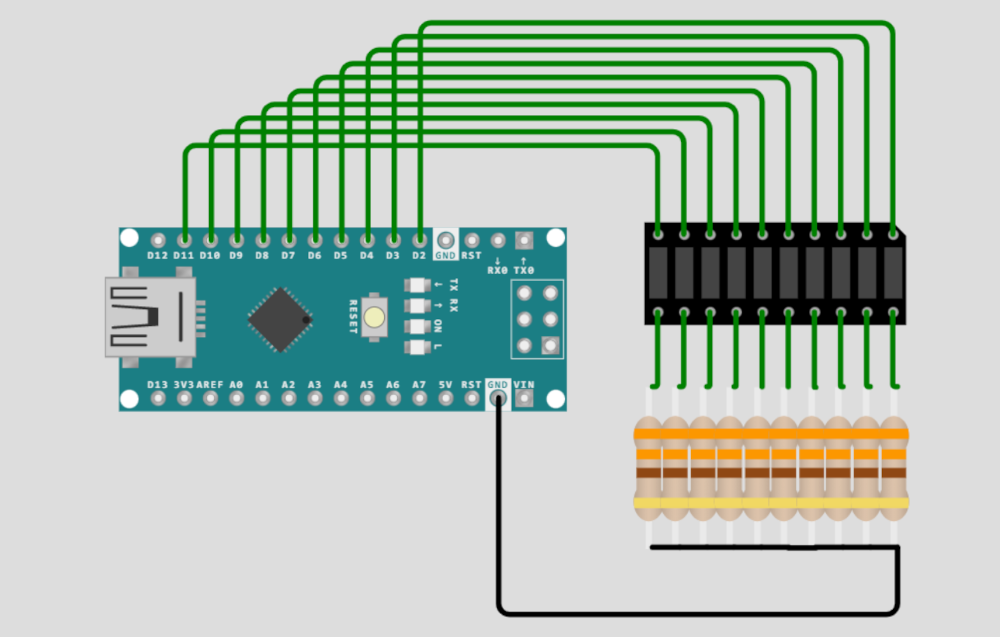 D12 D11 D10 D9 D8 D7 D6 D5 D4 D3 D2 GND RST
↓ ↑
RX0 TX0
RESET
↓ TX
↑ RX
ON
L
D13 3V3 AREF A0 A1 A2 A3 A4 A5 A6 A7 5V RST GND VIN